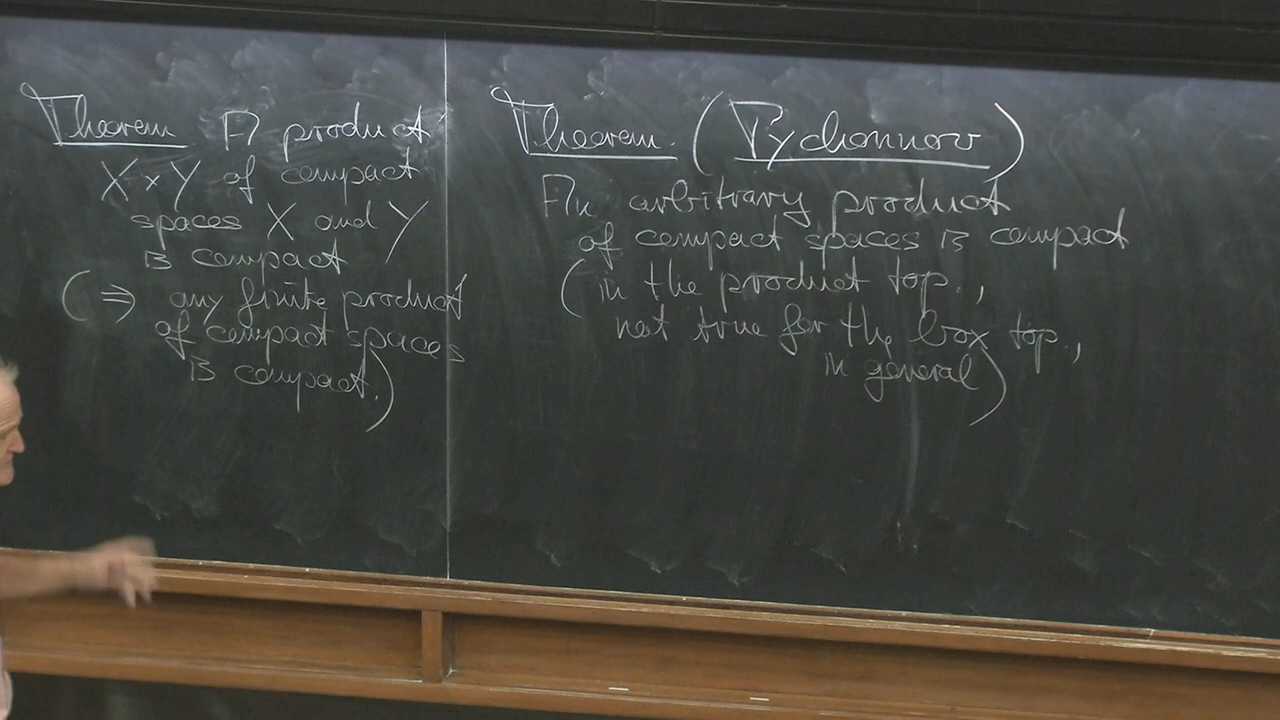 Theorem A product
X × Y of compact
spaces X and Y
is compact
(⇒ any finite product
of compact spaces
is compact.)
Theorem. (Tychonnov)
An arbitrary product
of compact spaces is compact
(in the product top.,
not true for the box top.,
in general)